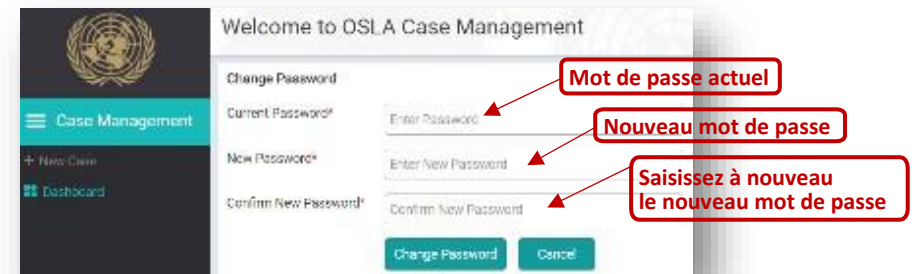 Welcome to OSLA Case Management
Change Password
Mot de passe actuel
Current Password*
Enter Password
Case Management
Nouveau mot de passe
+ New Case
New Password*
Enter New Password
Dashboard
Saisissez à nouveau
le nouveau mot de passe
Confirm New Password*
Confirm New Password
Change Password
Cancel